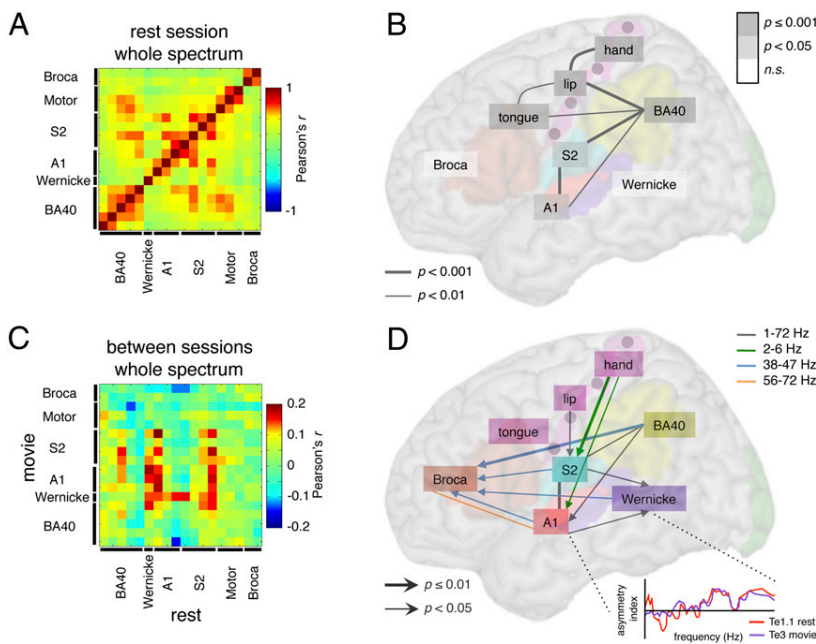 A
rest session
whole spectrum
Broca
Motor
S2
A1
Wernicke
BA40
1
-1
Pearson's r
BA40
Wernicke
A1
S2
Motor
Broca
B
hand
lip
tongue
BA40
S2
Broca
Wernicke
A1
p ≤ 0.001
p < 0.05
n.s.
p < 0.001
p < 0.01
C
between sessions
whole spectrum
movie
Broca
Motor
S2
A1
Wernicke
BA40
0.2
0.1
0
-0.1
-0.2
Pearson's r
BA40
Wernicke
A1
S2
Motor
Broca
rest
D
1-72 Hz
2-6 Hz
38-47 Hz
56-72 Hz
hand
lip
tongue
BA40
S2
Broca
Wernicke
A1
p ≤ 0.01
p < 0.05
asymmetry
index
frequency (Hz)
Te1.1 rest
Te3 movie